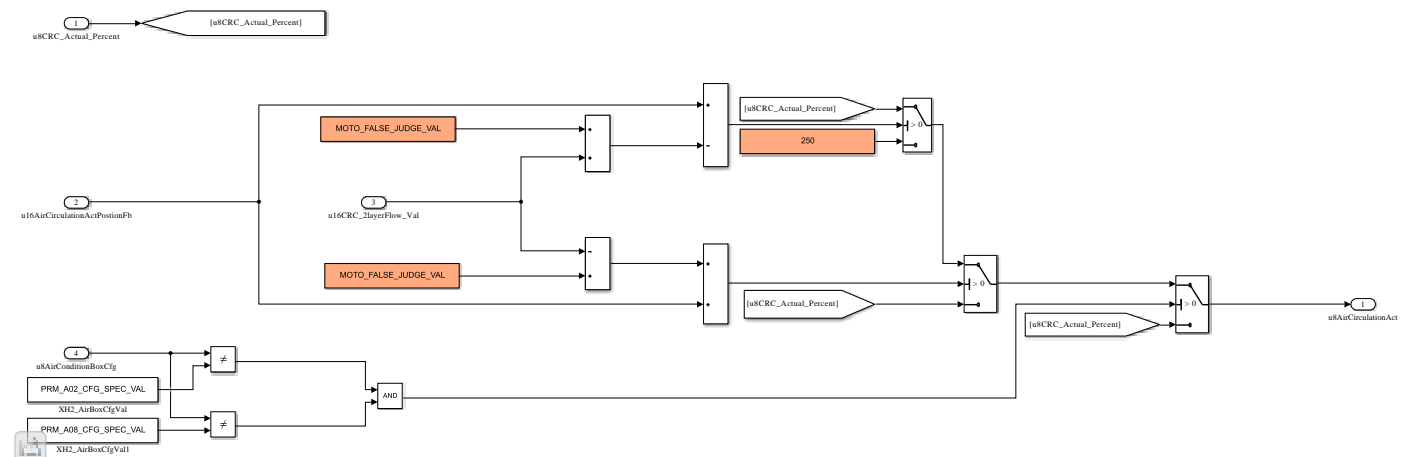 1
[u8CRC_Actual_Percent]
u8CRC_Actual_Percent
MOTO_FALSE_JUDGE_VAL
+
+
+
-
[u8CRC_Actual_Percent]
250
> 0
2
u16AirCirculationActPostionFb
3
u16CRC_2layerFlow_Val
MOTO_FALSE_JUDGE_VAL
-
+
+
+
[u8CRC_Actual_Percent]
> 0
[u8CRC_Actual_Percent]
> 0
1
u8AirCirculationAct
4
u8AirConditionBoxCfg
≠
PRM_A02_CFG_SPEC_VAL
XH2_AirBoxCfgVal
AND
≠
PRM_A08_CFG_SPEC_VAL
XH2_AirBoxCfgVal1